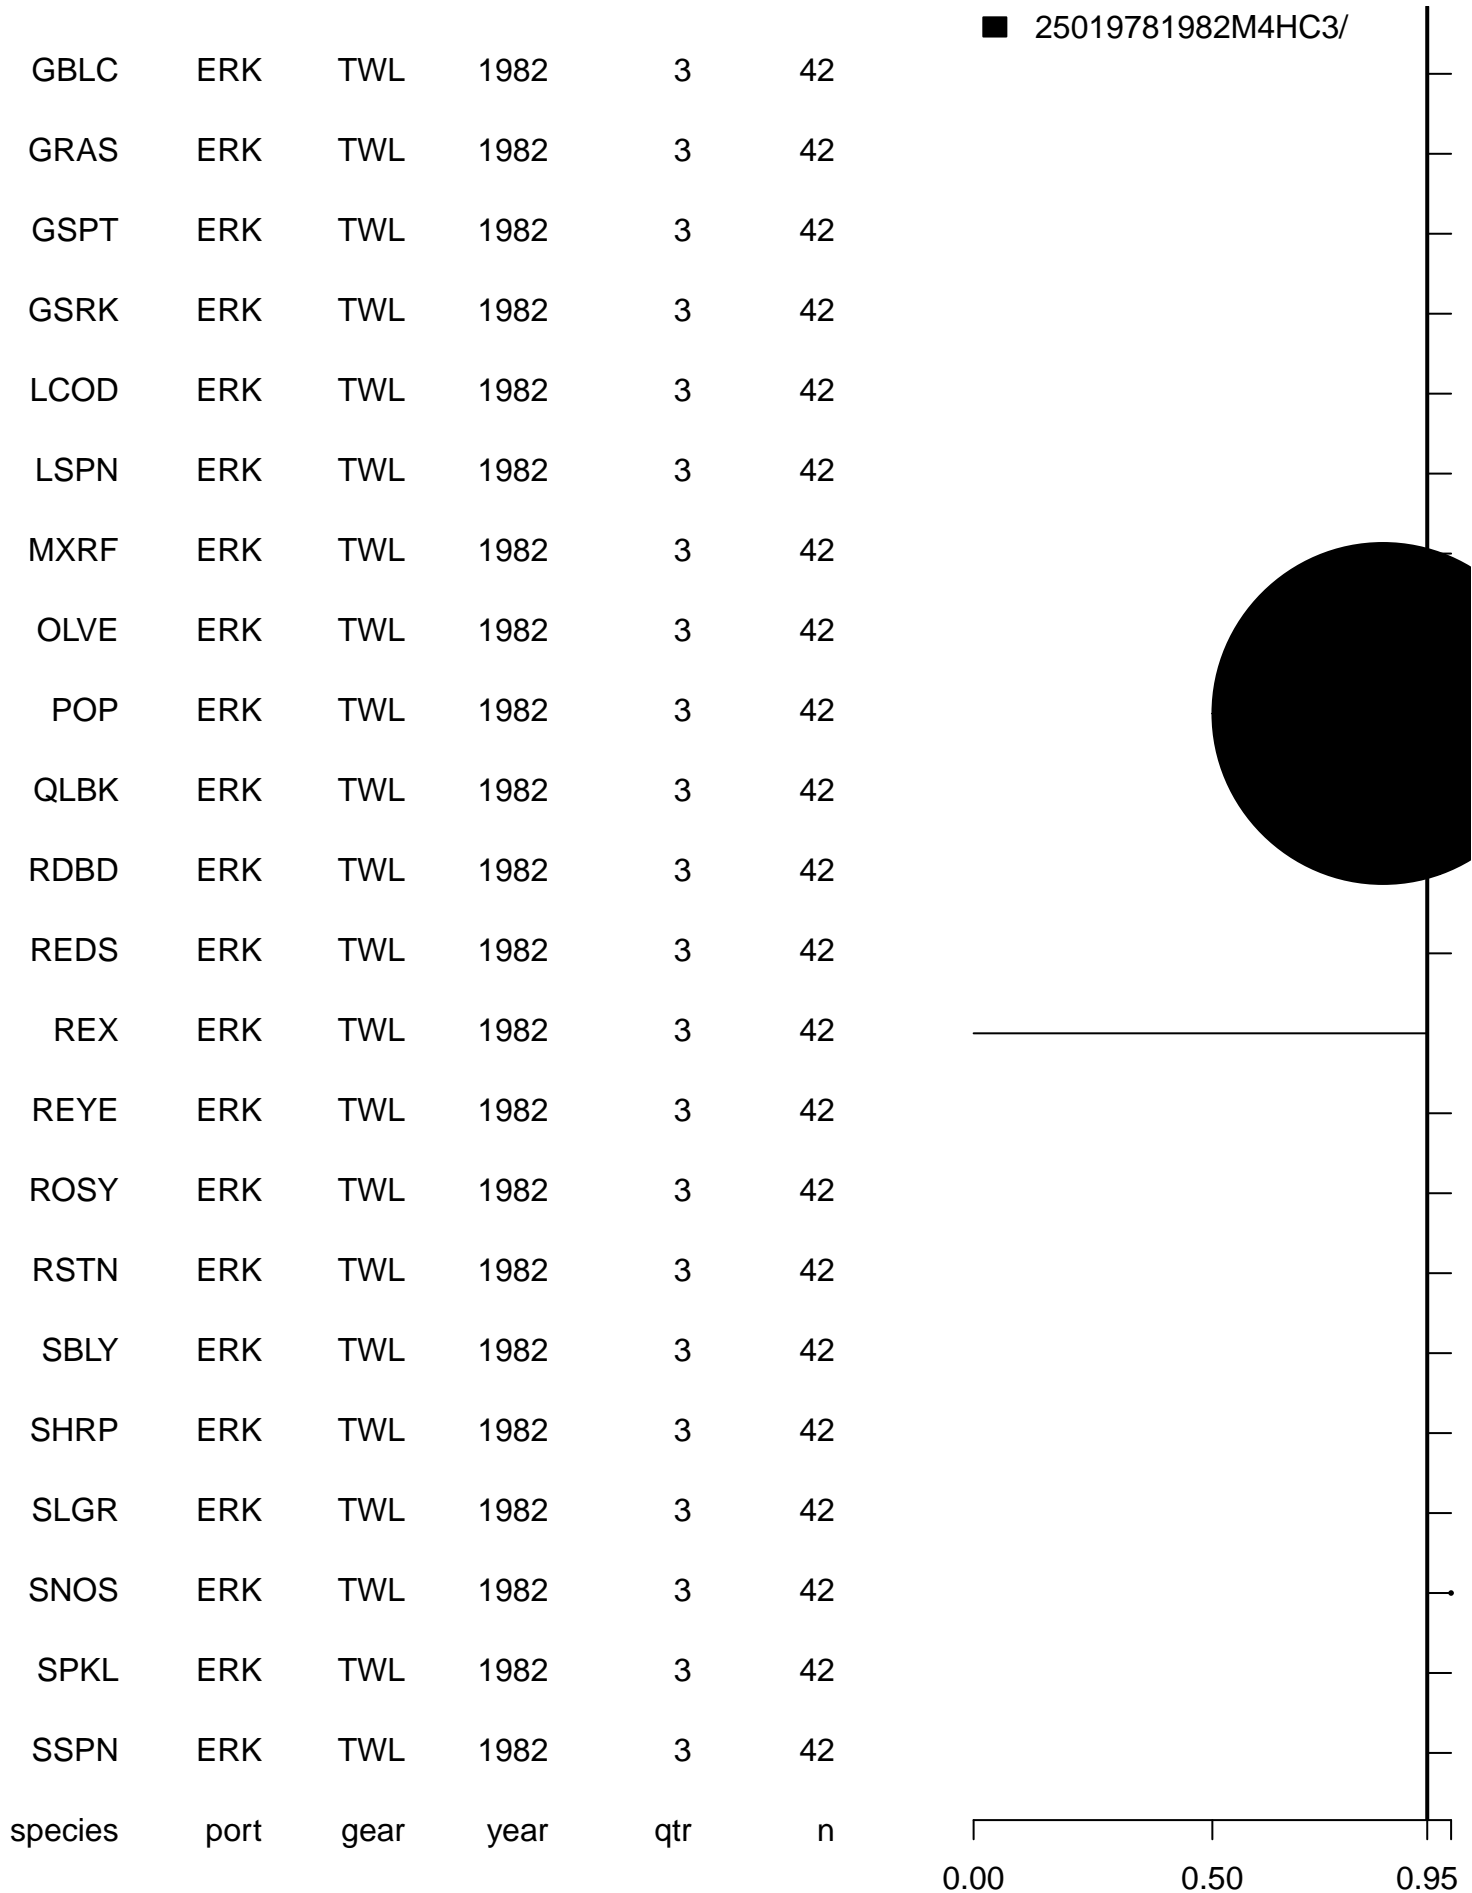 25019781982M4HC3/
GBLC ERK TWL 1982 3 42
GRAS ERK TWL 1982 3 42
GSPT ERK TWL 1982 3 42
GSRK ERK TWL 1982 3 42
LCOD ERK TWL 1982 3 42
LSPN ERK TWL 1982 3 42
MXRF ERK TWL 1982 3 42
OLVE ERK TWL 1982 3 42
POP ERK TWL 1982 3 42
QLBK ERK TWL 1982 3 42
RDBD ERK TWL 1982 3 42
REDS ERK TWL 1982 3 42
REX ERK TWL 1982 3 42
REYE ERK TWL 1982 3 42
ROSY ERK TWL 1982 3 42
RSTN ERK TWL 1982 3 42
SBLY ERK TWL 1982 3 42
SHRP ERK TWL 1982 3 42
SLGR ERK TWL 1982 3 42
SNOS ERK TWL 1982 3 42
SPKL ERK TWL 1982 3 42
SSPN ERK TWL 1982 3 42
species port gear year qtr n
0.00 0.50 0.95